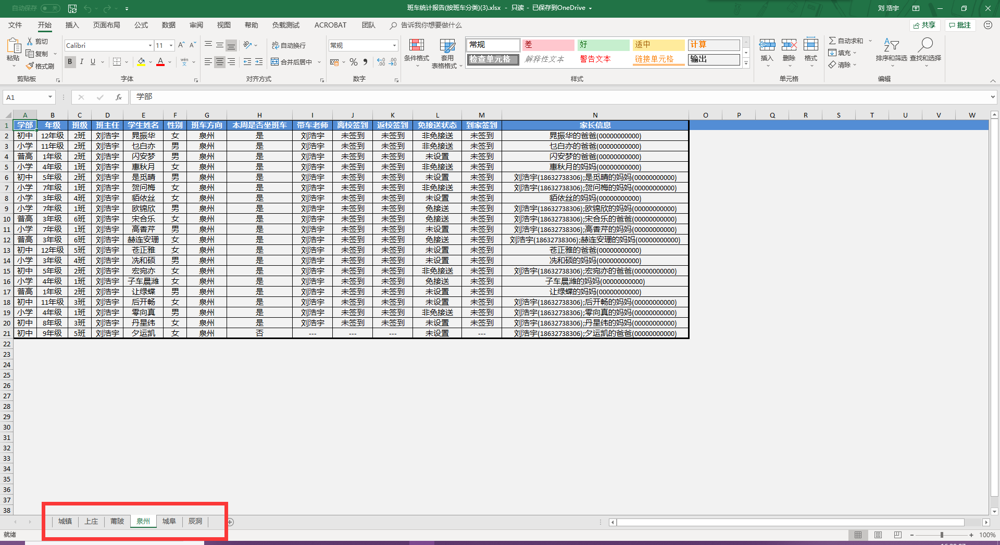 自动保存 关
班车统计报告(按班车分类)(3).xlsx - 只读 - 已保存到OneDrive
刘 浩宇
文件 开始 插入 页面布局 公式 数据 审阅 视图 帮助 负载测试 ACROBAT 团队 告诉我你想要做什么 共享 批注
粘贴 剪切 复制 格式刷 剪贴板
Calibri 11 B I U wén 文 字体
自动换行 合并后居中 对齐方式
常规 % 数字
条件格式 套用 表格格式
常规 差 好 适中 计算
检查单元格 解释性文本 警告文本 链接单元格 输出
样式
插入 删除 格式 单元格
自动求和 填充 清除 排序和筛选 查找和选择 编辑
A1 fx 学部
A B C D E F G H I J K L M N O P Q R S T U V W
1 学部 年级 班级 班主任 学生姓名 性别 班车方向 本周是否坐班车 带车老师 离校签到 返校签到 免接送状态 到家签到 家长信息
2 初中 12年级 2班 刘浩宇 晁振华 女 泉州 是 刘浩宇 未签到 未签到 非免接送 未签到 晁振华的爸爸(00000000000)
3 小学 11年级 2班 刘浩宇 乜白亦 男 泉州 是 刘浩宇 未签到 未签到 非免接送 未签到 乜白亦的爸爸(00000000000)
4 普高 1年级 2班 刘浩宇 闪安梦 男 泉州 是 刘浩宇 未签到 未签到 未设置 未签到 闪安梦的爸爸(00000000000)
5 小学 4年级 1班 刘浩宇 惠秋月 女 泉州 是 刘浩宇 未签到 未签到 非免接送 未签到 惠秋月的妈妈(00000000000)
6 初中 5年级 2班 刘浩宇 是觅晴 男 泉州 是 刘浩宇 未签到 未签到 未设置 未签到 刘浩宇(18632738306);是觅晴的妈妈(00000000000)
7 小学 7年级 1班 刘浩宇 贺问梅 女 泉州 是 刘浩宇 未签到 未签到 非免接送 未签到 刘浩宇(18632738306);贺问梅的妈妈(00000000000)
8 小学 3年级 4班 刘浩宇 貊依丝 女 泉州 是 刘浩宇 未签到 未签到 未设置 未签到 貊依丝的妈妈(00000000000)
9 小学 7年级 1班 刘浩宇 欧锦欣 男 泉州 是 刘浩宇 未签到 未签到 免接送 未签到 刘浩宇(18632738306);欧锦欣的妈妈(00000000000)
10 普高 3年级 6班 刘浩宇 宋合乐 女 泉州 是 刘浩宇 未签到 未签到 免接送 未签到 刘浩宇(18632738306);宋合乐的爸爸(00000000000)
11 小学 7年级 1班 刘浩宇 高香芹 男 泉州 是 刘浩宇 未签到 未签到 未设置 未签到 刘浩宇(18632738306);高香芹的妈妈(00000000000)
12 普高 3年级 6班 刘浩宇 赫连安珊 女 泉州 是 刘浩宇 未签到 未签到 免接送 未签到 刘浩宇(18632738306);赫连安珊的妈妈(00000000000)
13 初中 12年级 5班 刘浩宇 苍正雅 女 泉州 是 刘浩宇 未签到 未签到 未设置 未签到 苍正雅的爸爸(00000000000)
14 小学 3年级 4班 刘浩宇 冼和硕 男 泉州 是 刘浩宇 未签到 未签到 未设置 未签到 冼和硕的妈妈(00000000000)
15 初中 5年级 2班 刘浩宇 宏宛亦 女 泉州 是 刘浩宇 未签到 未签到 非免接送 未签到 刘浩宇(18632738306);宏宛亦的爸爸(00000000000)
16 小学 4年级 1班 刘浩宇 子车晨潍 女 泉州 是 刘浩宇 未签到 未签到 免接送 未签到 子车晨潍的妈妈(00000000000)
17 普高 1年级 2班 刘浩宇 让绿蝶 男 泉州 是 刘浩宇 未签到 未签到 未设置 未签到 让绿蝶的妈妈(00000000000)
18 初中 11年级 3班 刘浩宇 后开畅 女 泉州 是 刘浩宇 未签到 未签到 未设置 未签到 刘浩宇(18632738306);后开畅的妈妈(00000000000)
19 小学 4年级 1班 刘浩宇 零向真 男 泉州 是 刘浩宇 未签到 未签到 非免接送 未签到 刘浩宇(18632738306);零向真的妈妈(00000000000)
20 初中 8年级 3班 刘浩宇 丹星纬 女 泉州 是 刘浩宇 未签到 未签到 未设置 未签到 刘浩宇(18632738306);丹星纬的妈妈(00000000000)
21 初中 9年级 5班 刘浩宇 夕运凯 女 泉州 否 --- --- --- 未设置 --- 刘浩宇(18632738306);夕运凯的爸爸(00000000000)
22
23
24
25
26
27
28
29
30
31
32
33
34
35
36
37
38
城镇 上庄 莆陂 泉州 城阜 辰洞
就绪 100%